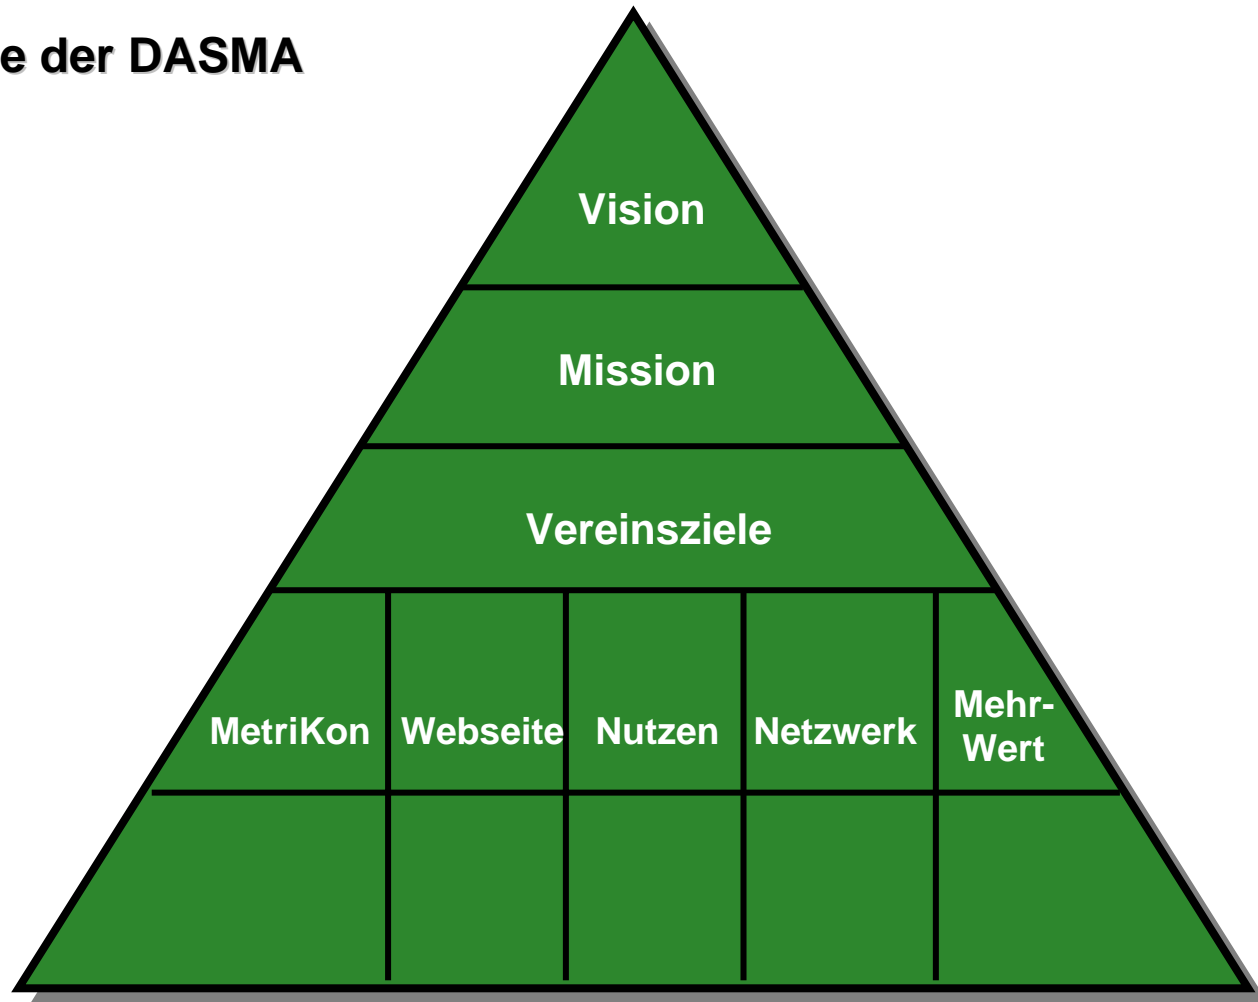 e der DASMA
Vision
Mission
Vereinsziele
MetriKon Webseite Nutzen Netzwerk Mehr-
Wert